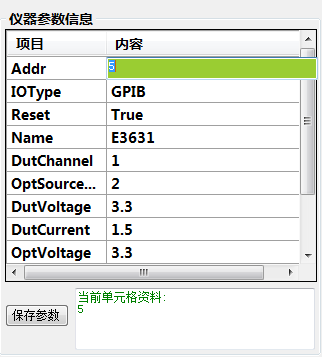 仪器参数信息
项目 内容
Addr 5
IOType GPIB
Reset True
Name E3631
DutChannel 1
OptSource... 2
DutVoltage 3.3
DutCurrent 1.5
OptVoltage 3.3
保存参数
当前单元格资料:
5